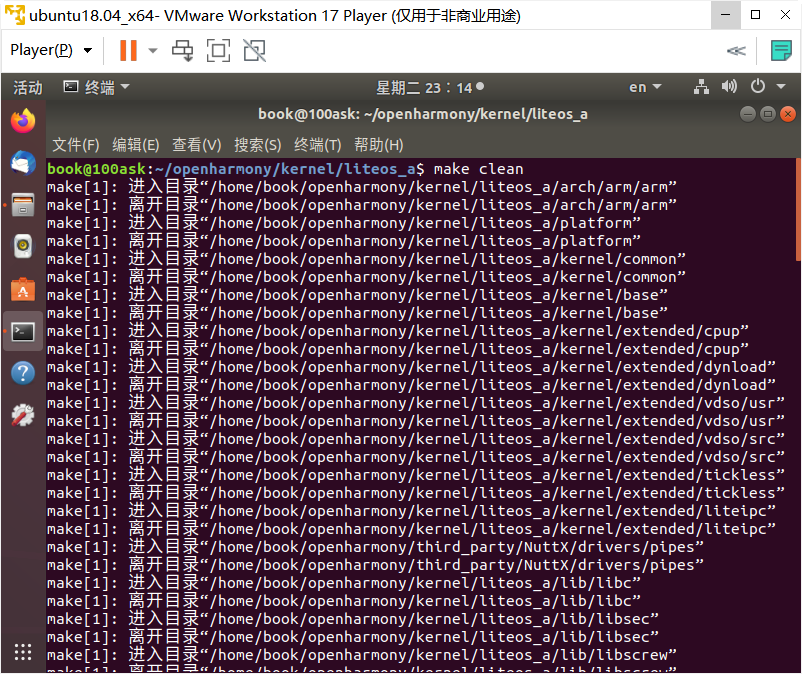 ubuntu18.04_x64- VMware Workstation 17 Player (仅用于非商业用途)
Player(P)
活动 终端 星期二 23：14 en
book@100ask: ~/openharmony/kernel/liteos_a
文件(F) 编辑(E) 查看(V) 搜索(S) 终端(T) 帮助(H)
book@100ask:~/openharmony/kernel/liteos_a$ make clean
make[1]: 进入目录“/home/book/openharmony/kernel/liteos_a/arch/arm/arm”
make[1]: 离开目录“/home/book/openharmony/kernel/liteos_a/arch/arm/arm”
make[1]: 进入目录“/home/book/openharmony/kernel/liteos_a/platform”
make[1]: 离开目录“/home/book/openharmony/kernel/liteos_a/platform”
make[1]: 进入目录“/home/book/openharmony/kernel/liteos_a/kernel/common”
make[1]: 离开目录“/home/book/openharmony/kernel/liteos_a/kernel/common”
make[1]: 进入目录“/home/book/openharmony/kernel/liteos_a/kernel/base”
make[1]: 离开目录“/home/book/openharmony/kernel/liteos_a/kernel/base”
make[1]: 进入目录“/home/book/openharmony/kernel/liteos_a/kernel/extended/cpup”
make[1]: 离开目录“/home/book/openharmony/kernel/liteos_a/kernel/extended/cpup”
make[1]: 进入目录“/home/book/openharmony/kernel/liteos_a/kernel/extended/dynload”
make[1]: 离开目录“/home/book/openharmony/kernel/liteos_a/kernel/extended/dynload”
make[1]: 进入目录“/home/book/openharmony/kernel/liteos_a/kernel/extended/vdso/usr”
make[1]: 离开目录“/home/book/openharmony/kernel/liteos_a/kernel/extended/vdso/usr”
make[1]: 进入目录“/home/book/openharmony/kernel/liteos_a/kernel/extended/vdso/src”
make[1]: 离开目录“/home/book/openharmony/kernel/liteos_a/kernel/extended/vdso/src”
make[1]: 进入目录“/home/book/openharmony/kernel/liteos_a/kernel/extended/tickless”
make[1]: 离开目录“/home/book/openharmony/kernel/liteos_a/kernel/extended/tickless”
make[1]: 进入目录“/home/book/openharmony/kernel/liteos_a/kernel/extended/liteipc”
make[1]: 离开目录“/home/book/openharmony/kernel/liteos_a/kernel/extended/liteipc”
make[1]: 进入目录“/home/book/openharmony/third_party/NuttX/drivers/pipes”
make[1]: 离开目录“/home/book/openharmony/third_party/NuttX/drivers/pipes”
make[1]: 进入目录“/home/book/openharmony/kernel/liteos_a/lib/libc”
make[1]: 离开目录“/home/book/openharmony/kernel/liteos_a/lib/libc”
make[1]: 进入目录“/home/book/openharmony/kernel/liteos_a/lib/libsec”
make[1]: 离开目录“/home/book/openharmony/kernel/liteos_a/lib/libsec”
make[1]: 进入目录“/home/book/openharmony/kernel/liteos_a/lib/libscrew”
make[1]: 离开目录“/home/book/openharmony/kernel/liteos_a/lib/libscrew”